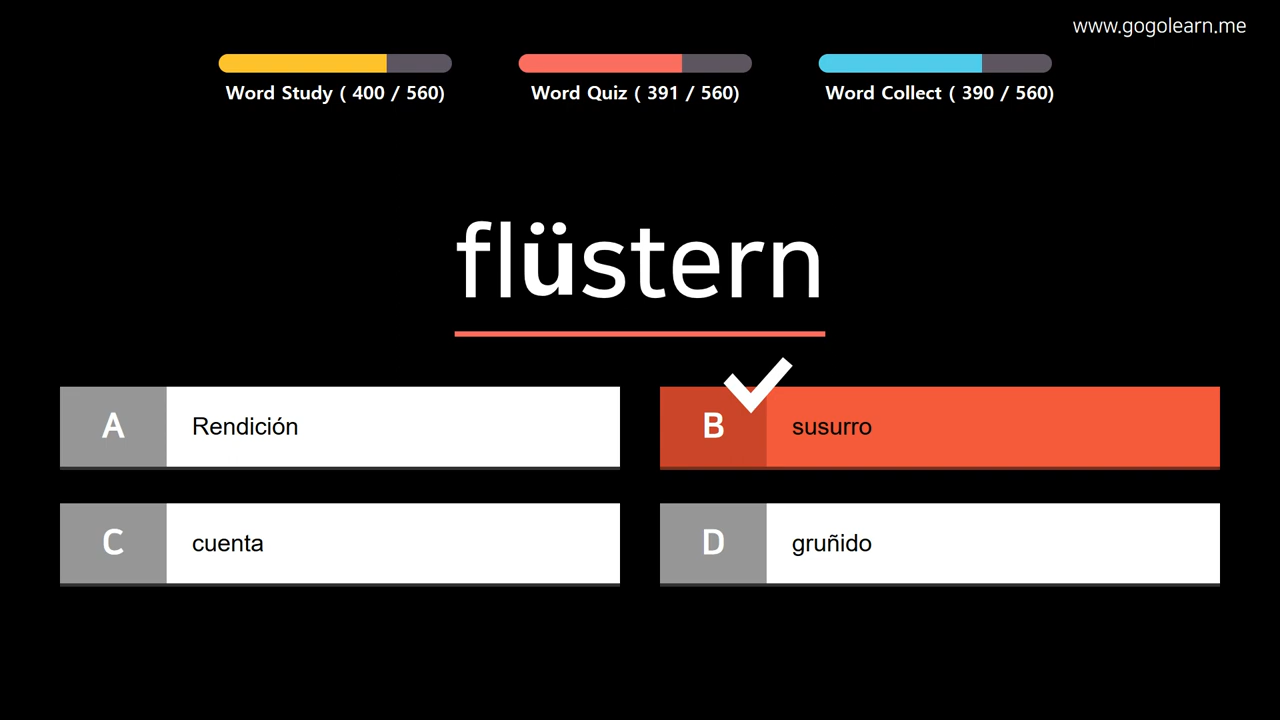 www.gogolearn.me
Word Study ( 400 / 560)
Word Quiz ( 391 / 560)
Word Collect ( 390 / 560)
flüstern
A Rendición
B susurro
C cuenta
D gruñido